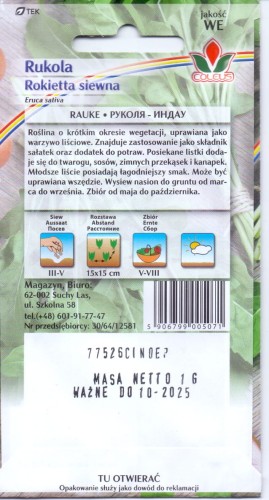 TEK
jakość
WE
Rukola
Rokietta siewna
Eruca sativa
COLEUS
RAUKE - РУКОЛЯ - ИНДАУ
Roślina o krótkim okresie wegetacji, uprawiana jako
warzywo liściowe. Znajduje zastosowanie jako składnik
sałatek oraz dodatek do potraw. Posiekane listki doda-
je się do twarogu, sosów, zimnych przekąsek i kanapek.
Młodsze liście posiadają łagodniejszy smak. Może być
uprawiana w doniczkach. Wysiew nasion do gruntu od mar-
ca do września. Zbiór od maja do października.
Siew
Aussaat
Посев
Rozstawa
Abstand
Расстояние
Zbiór
Ernte
Сбор
III-V
15x15 cm
V-VIII
Magazyn, Biuro:
62-002 Suchy Las,
ul. Szkolna 58
tel.(+48) 601-91-77-47
Nr przedsiębiorcy: 30/64/12581
5 906799 005071
MASA NETTO 1 G
WAŻNE DO 10-2025
TU OTWIERAĆ
Opakowanie służy jako dowód do reklamacji